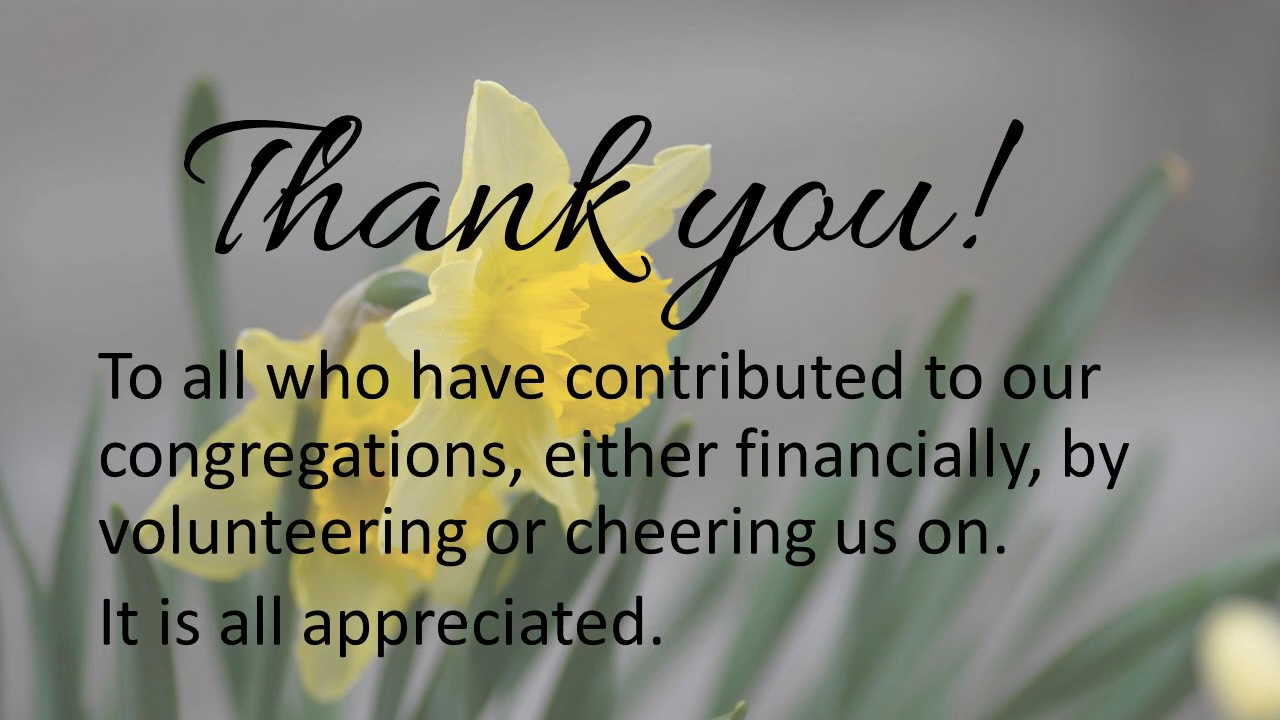 Thank you!
To all who have contributed to our
congregations, either financially, by
volunteering or cheering us on.
It is all appreciated.